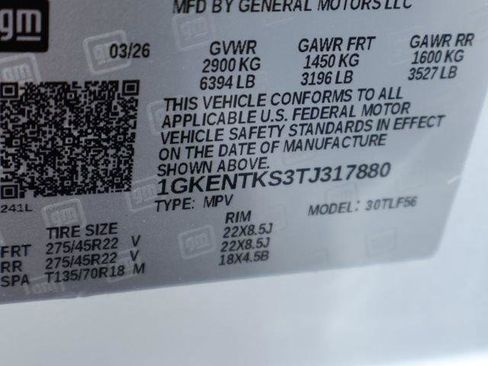 MFD BY GENERAL MOTORS LLC
gm
03/26 GVWR GAWR FRT GAWR RR
2900 KG 1450 KG 1600 KG
6394 LB 3196 LB 3527 LB
THIS VEHICLE CONFORMS TO ALL
APPLICABLE U.S. FEDERAL MOTOR
VEHICLE SAFETY STANDARDS IN EFFECT
ON THE DATE OF MANUFACTURE
SHOWN ABOVE.
1GKENTKS3TJ317880
241L TYPE: MPV MODEL: 30TLF56
TIRE SIZE RIM
FRT 275/45R22 V 22X8.5J
RR 275/45R22 V 22X8.5J
SPA T135/70R18 M 18X4.5B